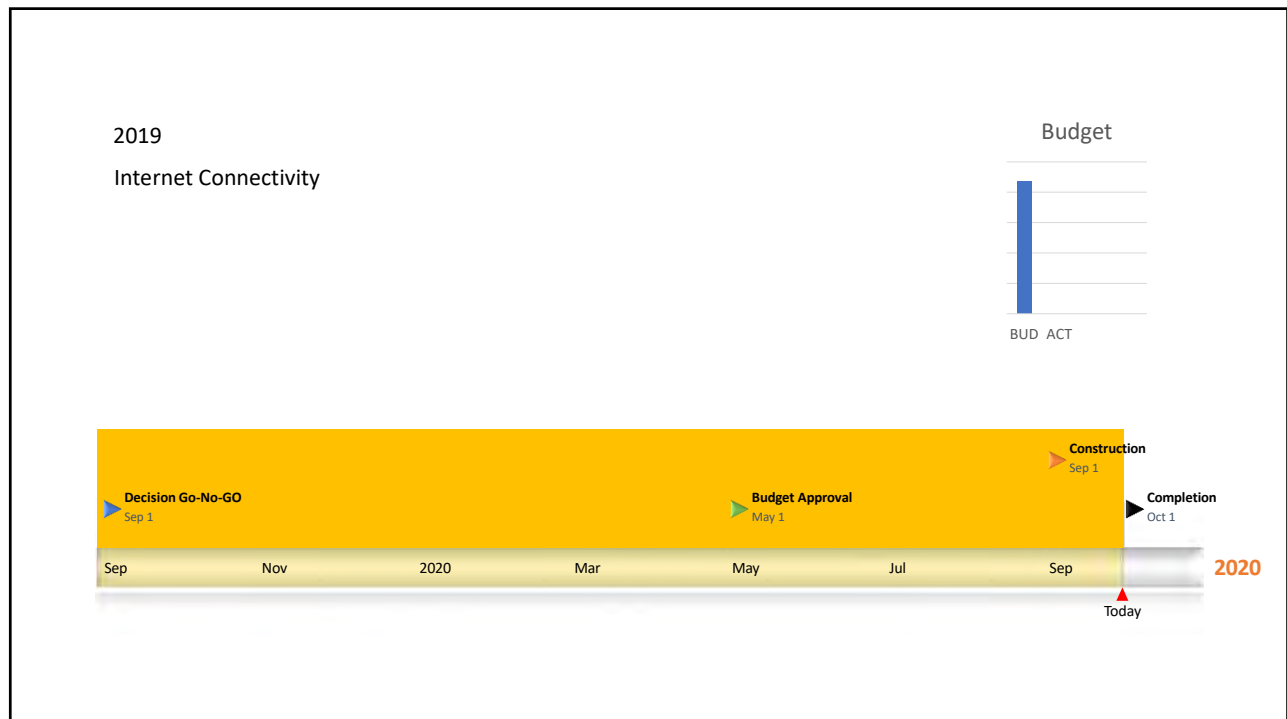 2019
Internet Connectivity
Budget
BUD ACT
Construction
Sep 1
Decision Go-No-GO
Sep 1
Budget Approval
May 1
Completion
Oct 1
Sep Nov 2020 Mar May Jul Sep 2020
Today